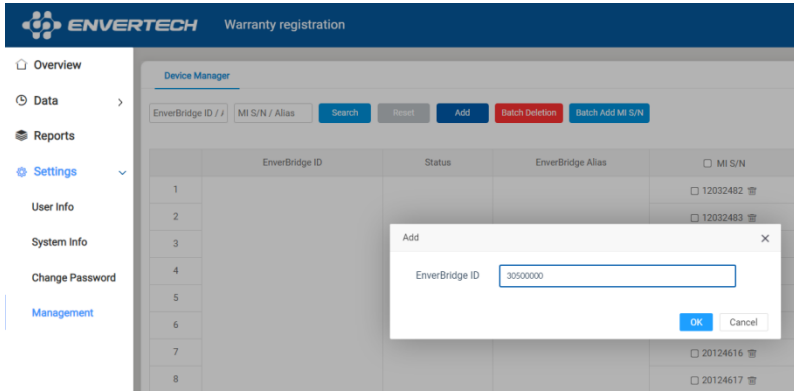 ENVERTECH Warranty registration
Overview
Data
Reports
Settings
User Info
System Info
Change Password
Management
Device Manager
EnverBridge ID / MI S/N / Alias Search Reset Add Batch Deletion Batch Add MI S/N
EnverBridge ID Status EnverBridge Alias MI S/N
1 12032482
2 12032483
3
4
5
6
7 20124616
8 20124617
Add
EnverBridge ID 30500000
OK Cancel